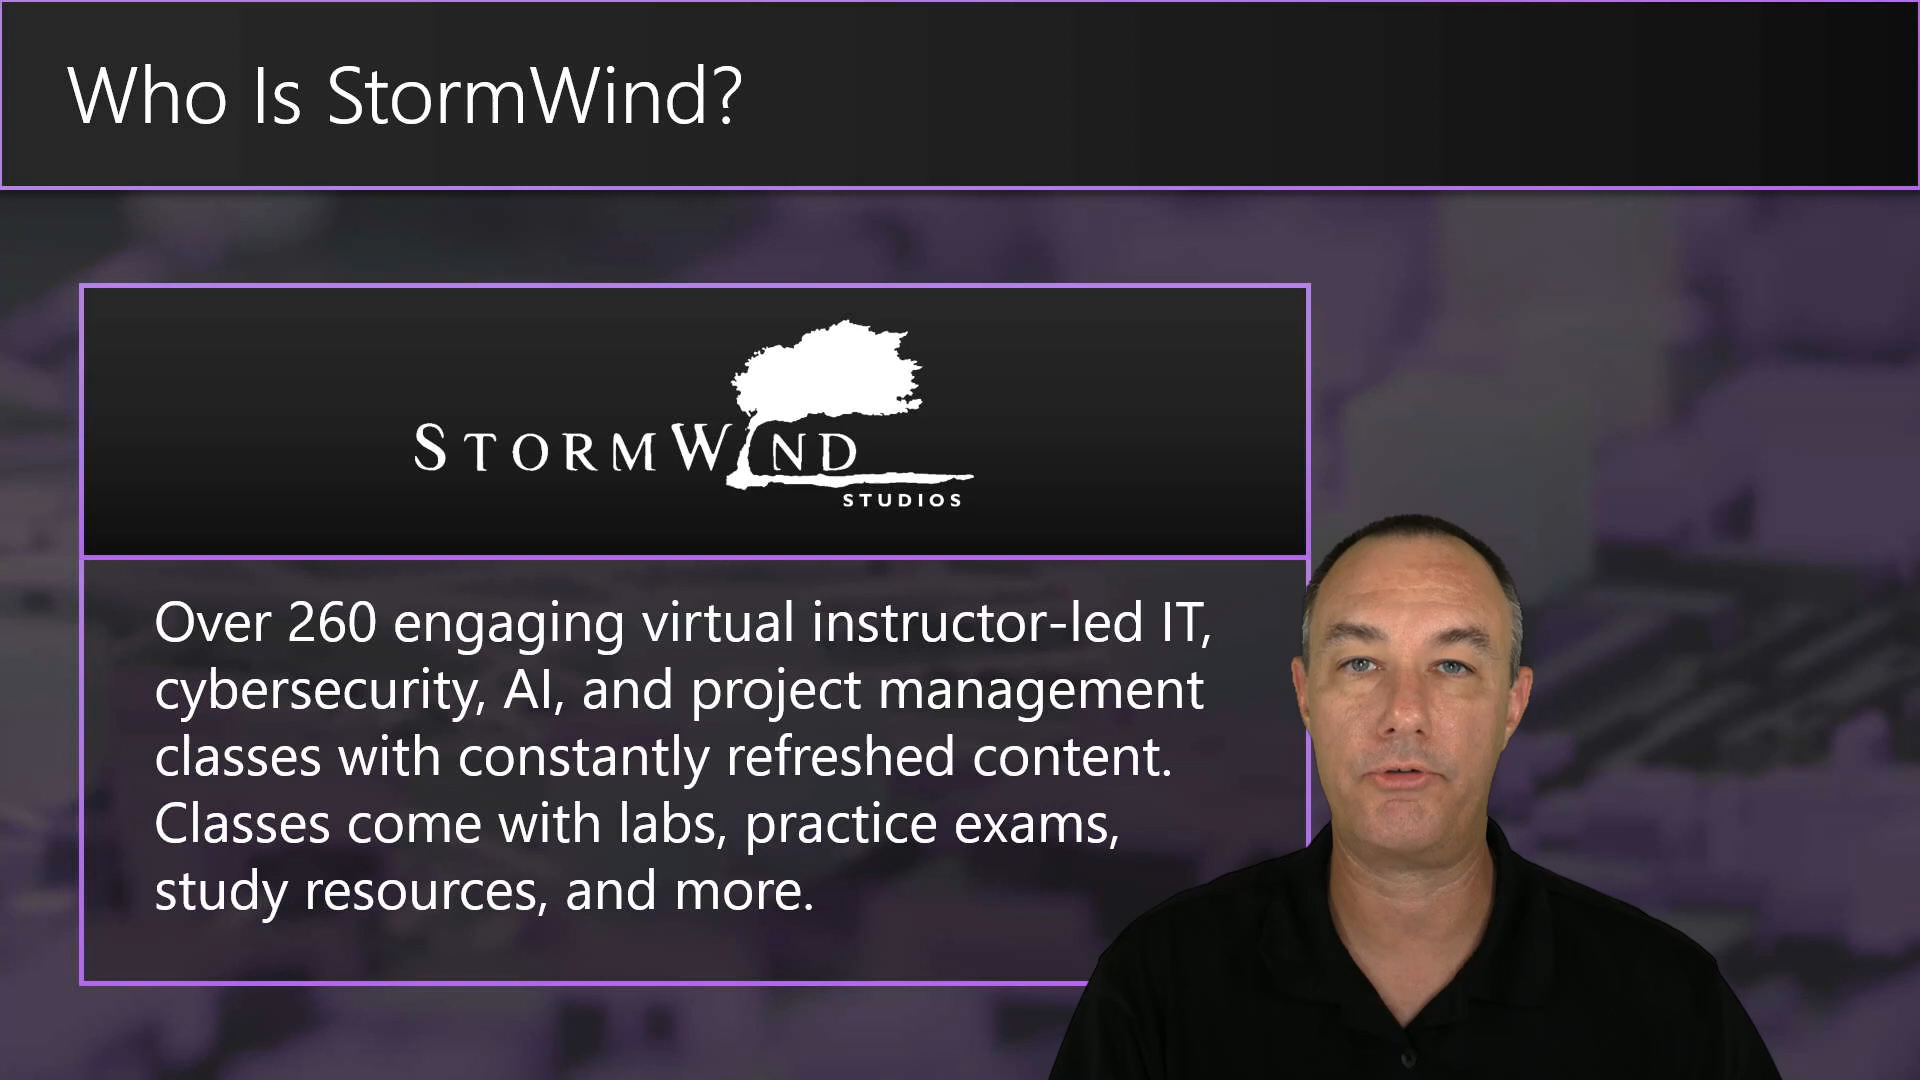 Who Is StormWind?
STORMWIND
STUDIOS
Over 260 engaging virtual instructor-led IT,
cybersecurity, AI, and project management
classes with constantly refreshed content.
Classes come with labs, practice exams,
study resources, and more.